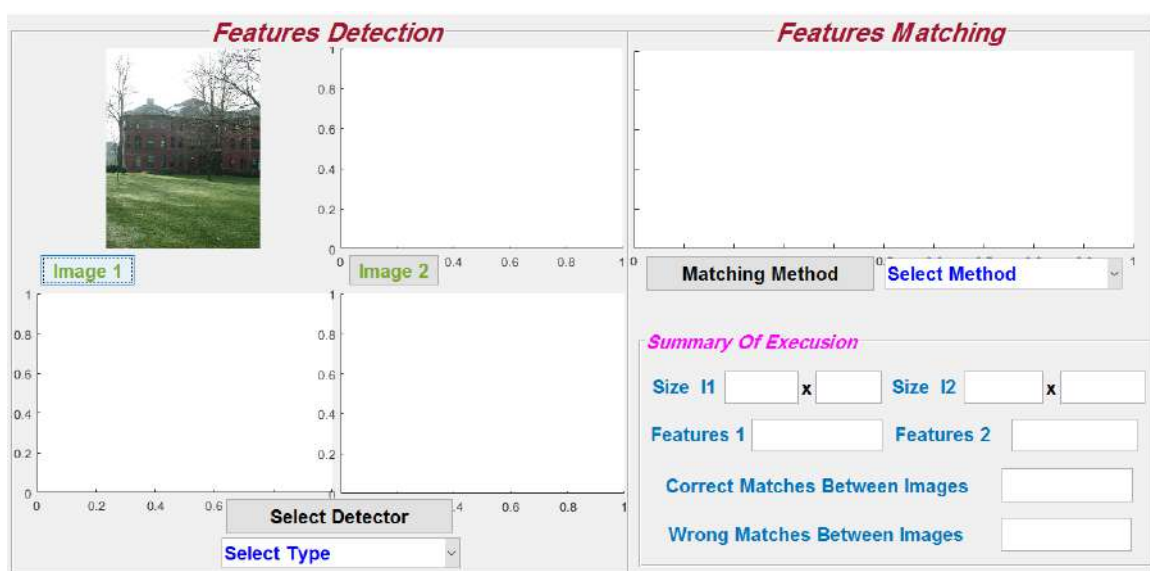 Features Detection
Features Matching
1
0.8
0.6
0.4
0.2
0
0
0.4
0.6
0.8
1
0
0.2
1
Image 1
Image 2
Matching Method
Select Method
1
0.8
0.6
0.4
0.2
0
0
0.2
0.4
0.6
0.8
0.6
0.4
0.2
.4
0.6
0.8
1
Select Detector
Select Type
Summary Of Execusion
Size I1
x
Size I2
x
Features 1
Features 2
Correct Matches Between Images
Wrong Matches Between Images